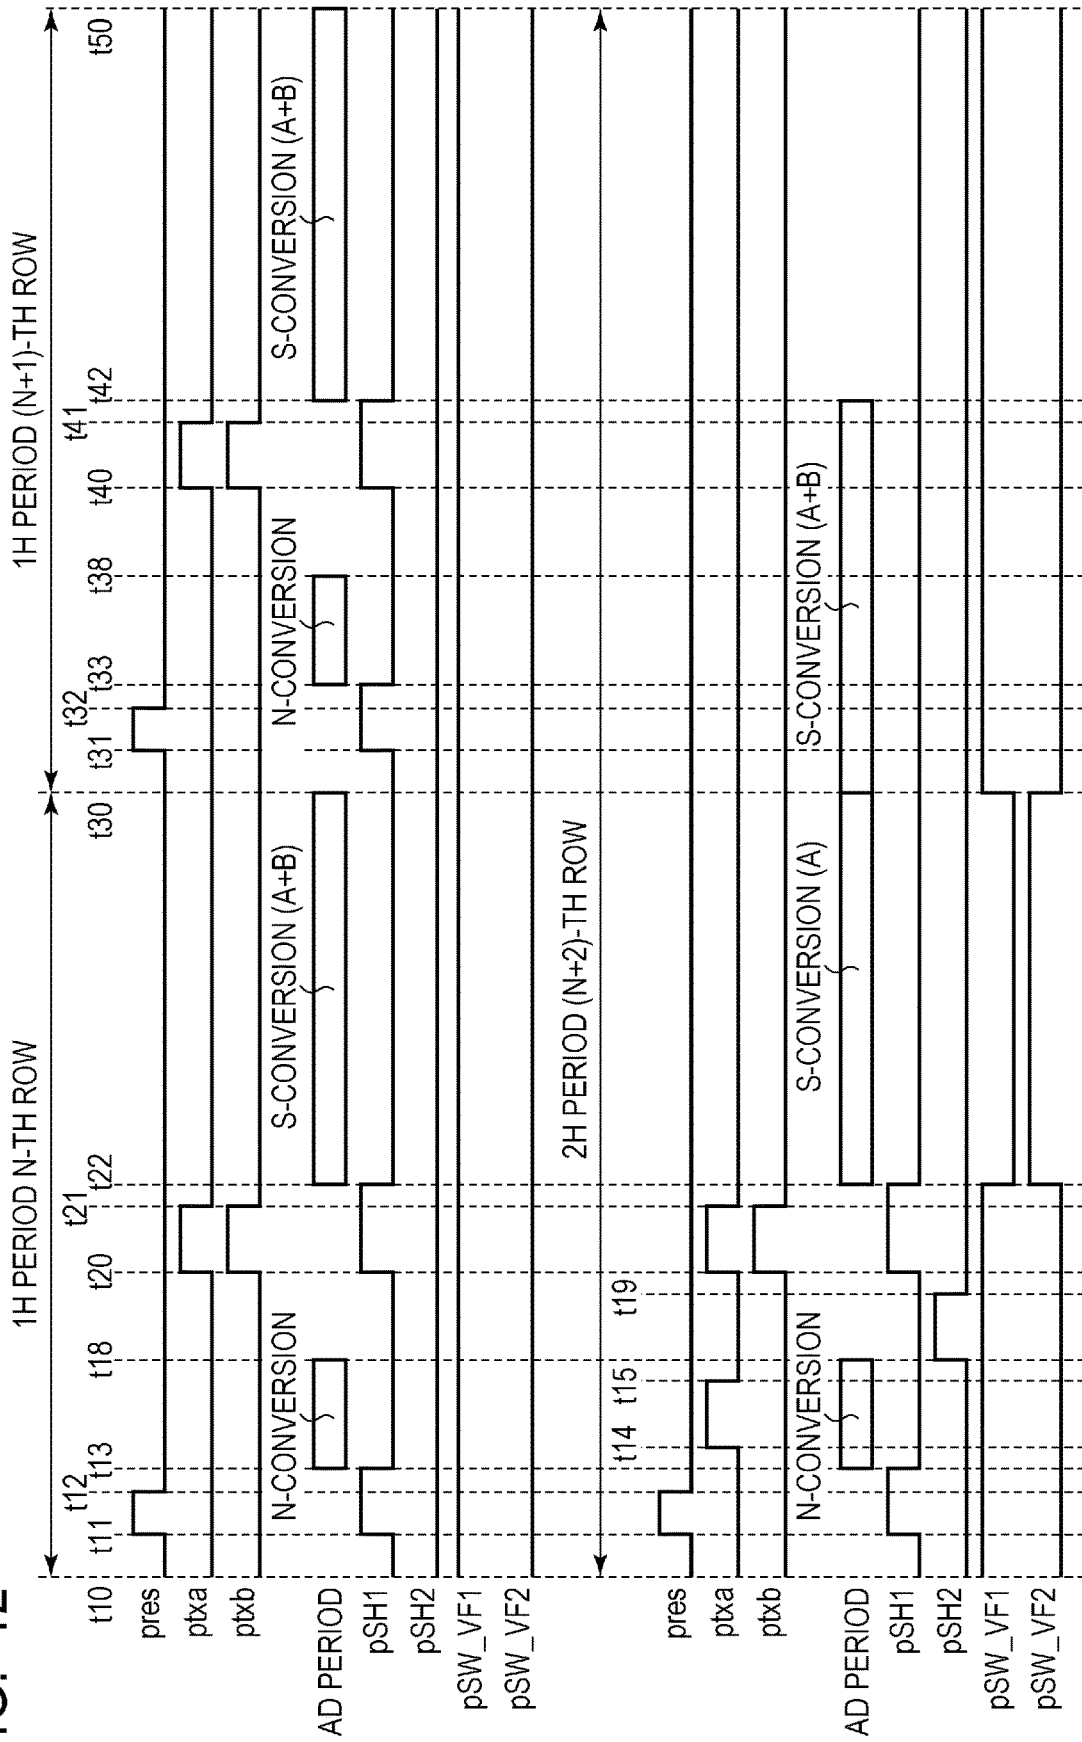 1H PERIOD N-TH ROW
1H PERIOD (N+1)-TH ROW
t10
t11
t12
t13
t18
t20
t21
t22
t30
t31
t32
t33
t38
t40
t41
t42
t50
pres
ptxa
ptxb
N-CONVERSION
S-CONVERSION (A+B)
N-CONVERSION
S-CONVERSION (A+B)
AD PERIOD
pSH1
pSH2
pSW_VF1
pSW_VF2
2H PERIOD (N+2)-TH ROW
t14
t15
t19
pres
ptxa
ptxb
N-CONVERSION
S-CONVERSION (A)
S-CONVERSION (A+B)
AD PERIOD
pSH1
pSH2
pSW_VF1
pSW_VF2